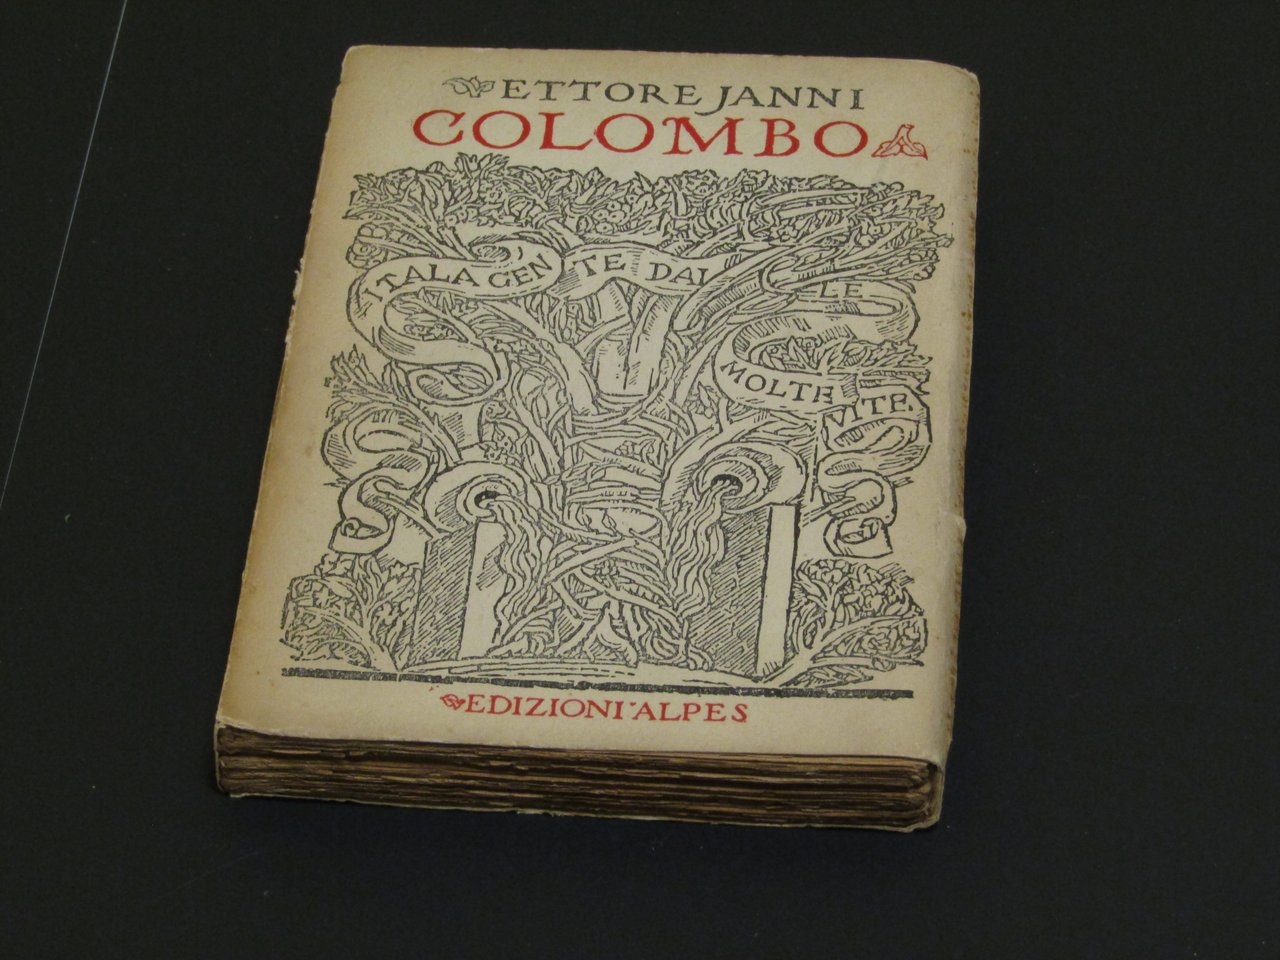 ETTORE JANNI
COLOMBO
ITALA GENTE DALLE
MOLTE VITE
EDIZIONI ALPES